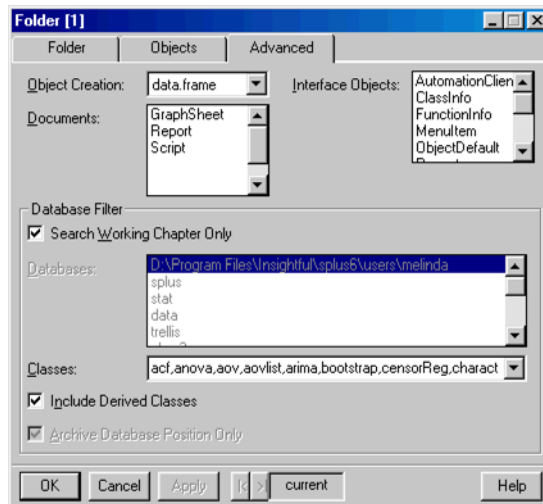 Folder [1]
Folder Objects Advanced
Object Creation: data.frame Interface Objects: AutomationClien
ClassInfo
FunctionInfo
MenuItem
ObjectDefault
Documents: GraphSheet
Report
Script
Database Filter
Search Working Chapter Only
Databases: D:\Program Files\Insightful\splus6\users\melinda
splus
stat
data
trellis
Classes: acf,anova,aov,aovlist,arima,bootstrap,censorReg,charact
Include Derived Classes
Archive Database Position Only
OK Cancel Apply current Help